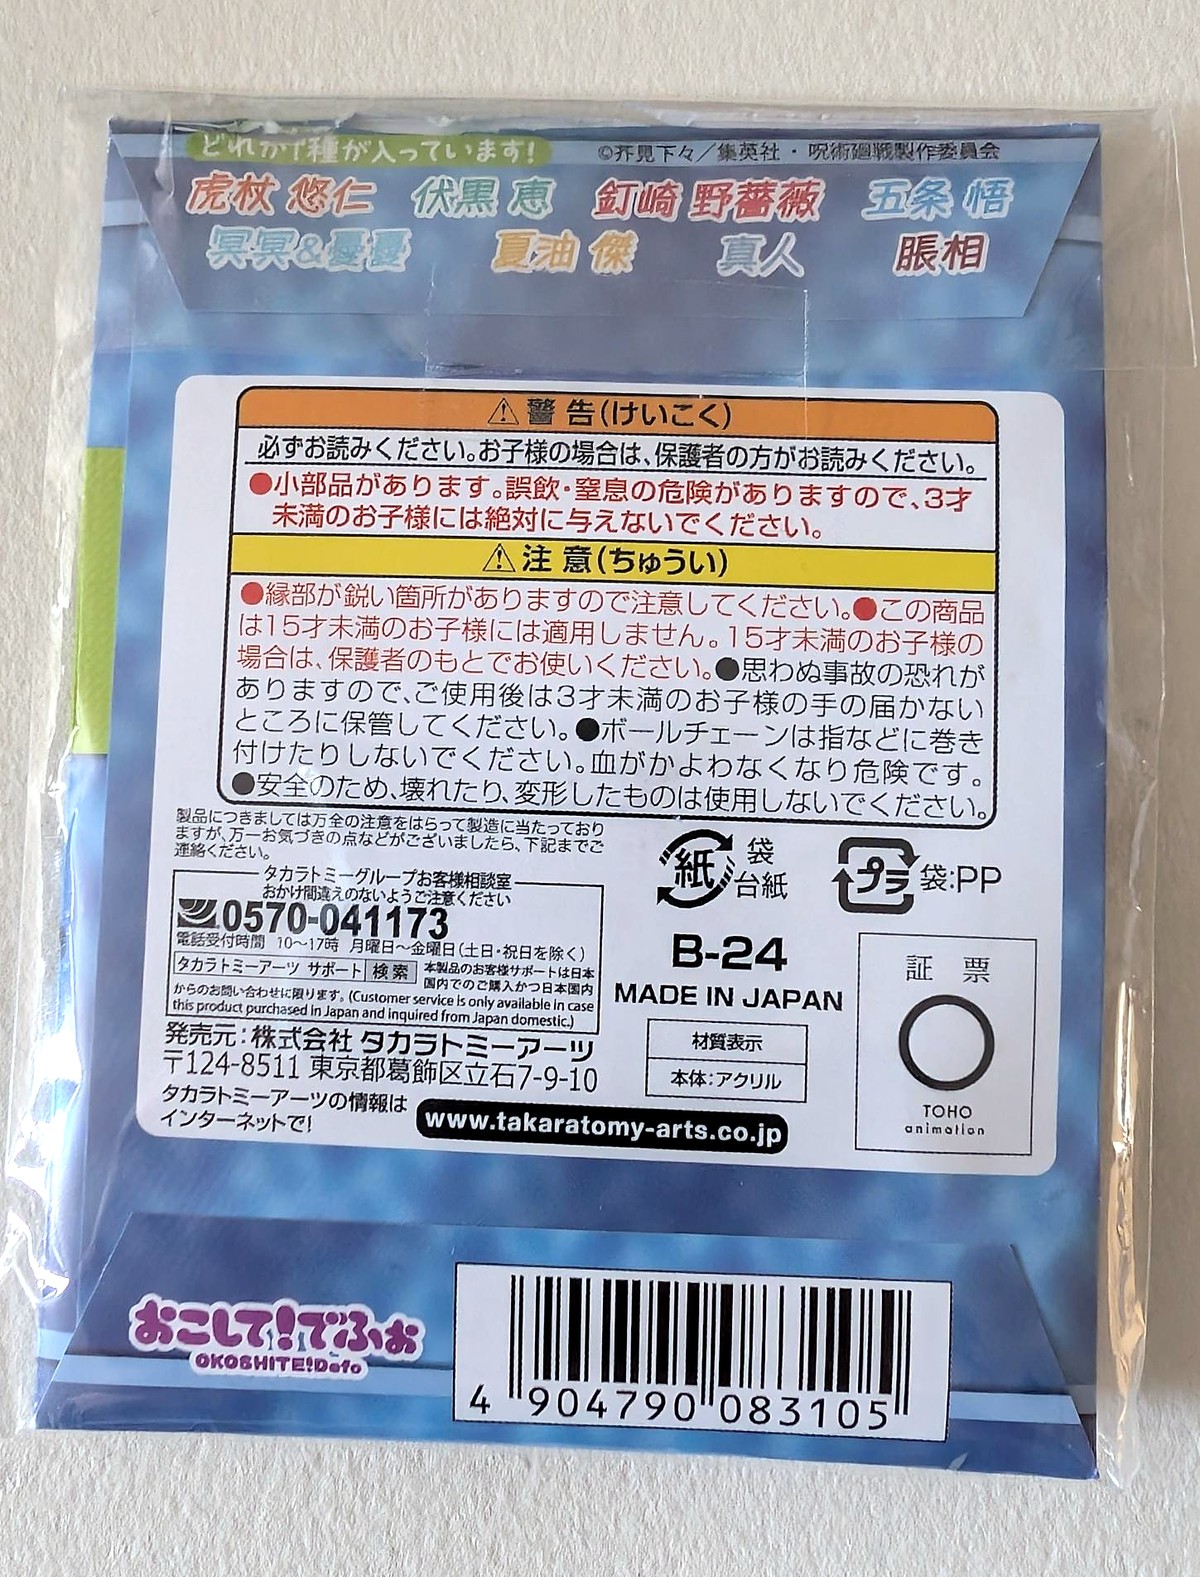 どれか1種が入っています!
©芥見下々／集英社・呪術廻戦製作委員会
虎杖 悠仁 伏黒 恵 釘崎 野薔薇 五条 悟
冥冥&憂憂 夏油 傑 真人 脹相
⚠警 告(けいこく)
必ずお読みください。お子様の場合は、保護者の方がお読みください。
●小部品があります。誤飲・窒息の危険がありますので、3才
未満のお子様には絶対に与えないでください。
⚠注 意(ちゅうい)
●縁部が鋭い箇所がありますので注意してください。●この商品
は15才未満のお子様には適用しません。15才未満のお子様の
場合は、保護者のもとでお使いください。●思わぬ事故の恐れが
ありますので、ご使用後は3才未満のお子様の手の届かない
ところに保管してください。●ボールチェーンは指などに巻き
付けたりしないでください。血がかよわなくなり危険です。
●安全のため、壊れたり、変形したものは使用しないでください。
製品につきましては万全の注意をはらって製造に当たっており
ますが、万一お気づきの点などがございましたら、下記までご
連絡ください。
タカラトミーグループお客様相談室
おかけ間違えのないようご注意ください
0570-041173
電話受付時間 10〜17時 月曜日〜金曜日(土日・祝日を除く)
タカラトミーアーツ サポート 検索 本製品のお客様サポートは日本
国内でのご購入かつ日本国内
からのお問い合わせに限ります。(Customer service is only available in case
this product purchased in Japan and inquired from Japan domestic.)
発売元：株式会社 タカラトミーアーツ
〒124-8511 東京都葛飾区立石7-9-10
タカラトミーアーツの情報は
インターネットで!
www.takaratomy-arts.co.jp
紙 袋
台紙
プラ 袋:PP
B-24
MADE IN JAPAN
材質表示
本体：アクリル
証 票
TOHO
animation
おこして!でふぉ
OKOSHITE!Defo
4 904790 083105